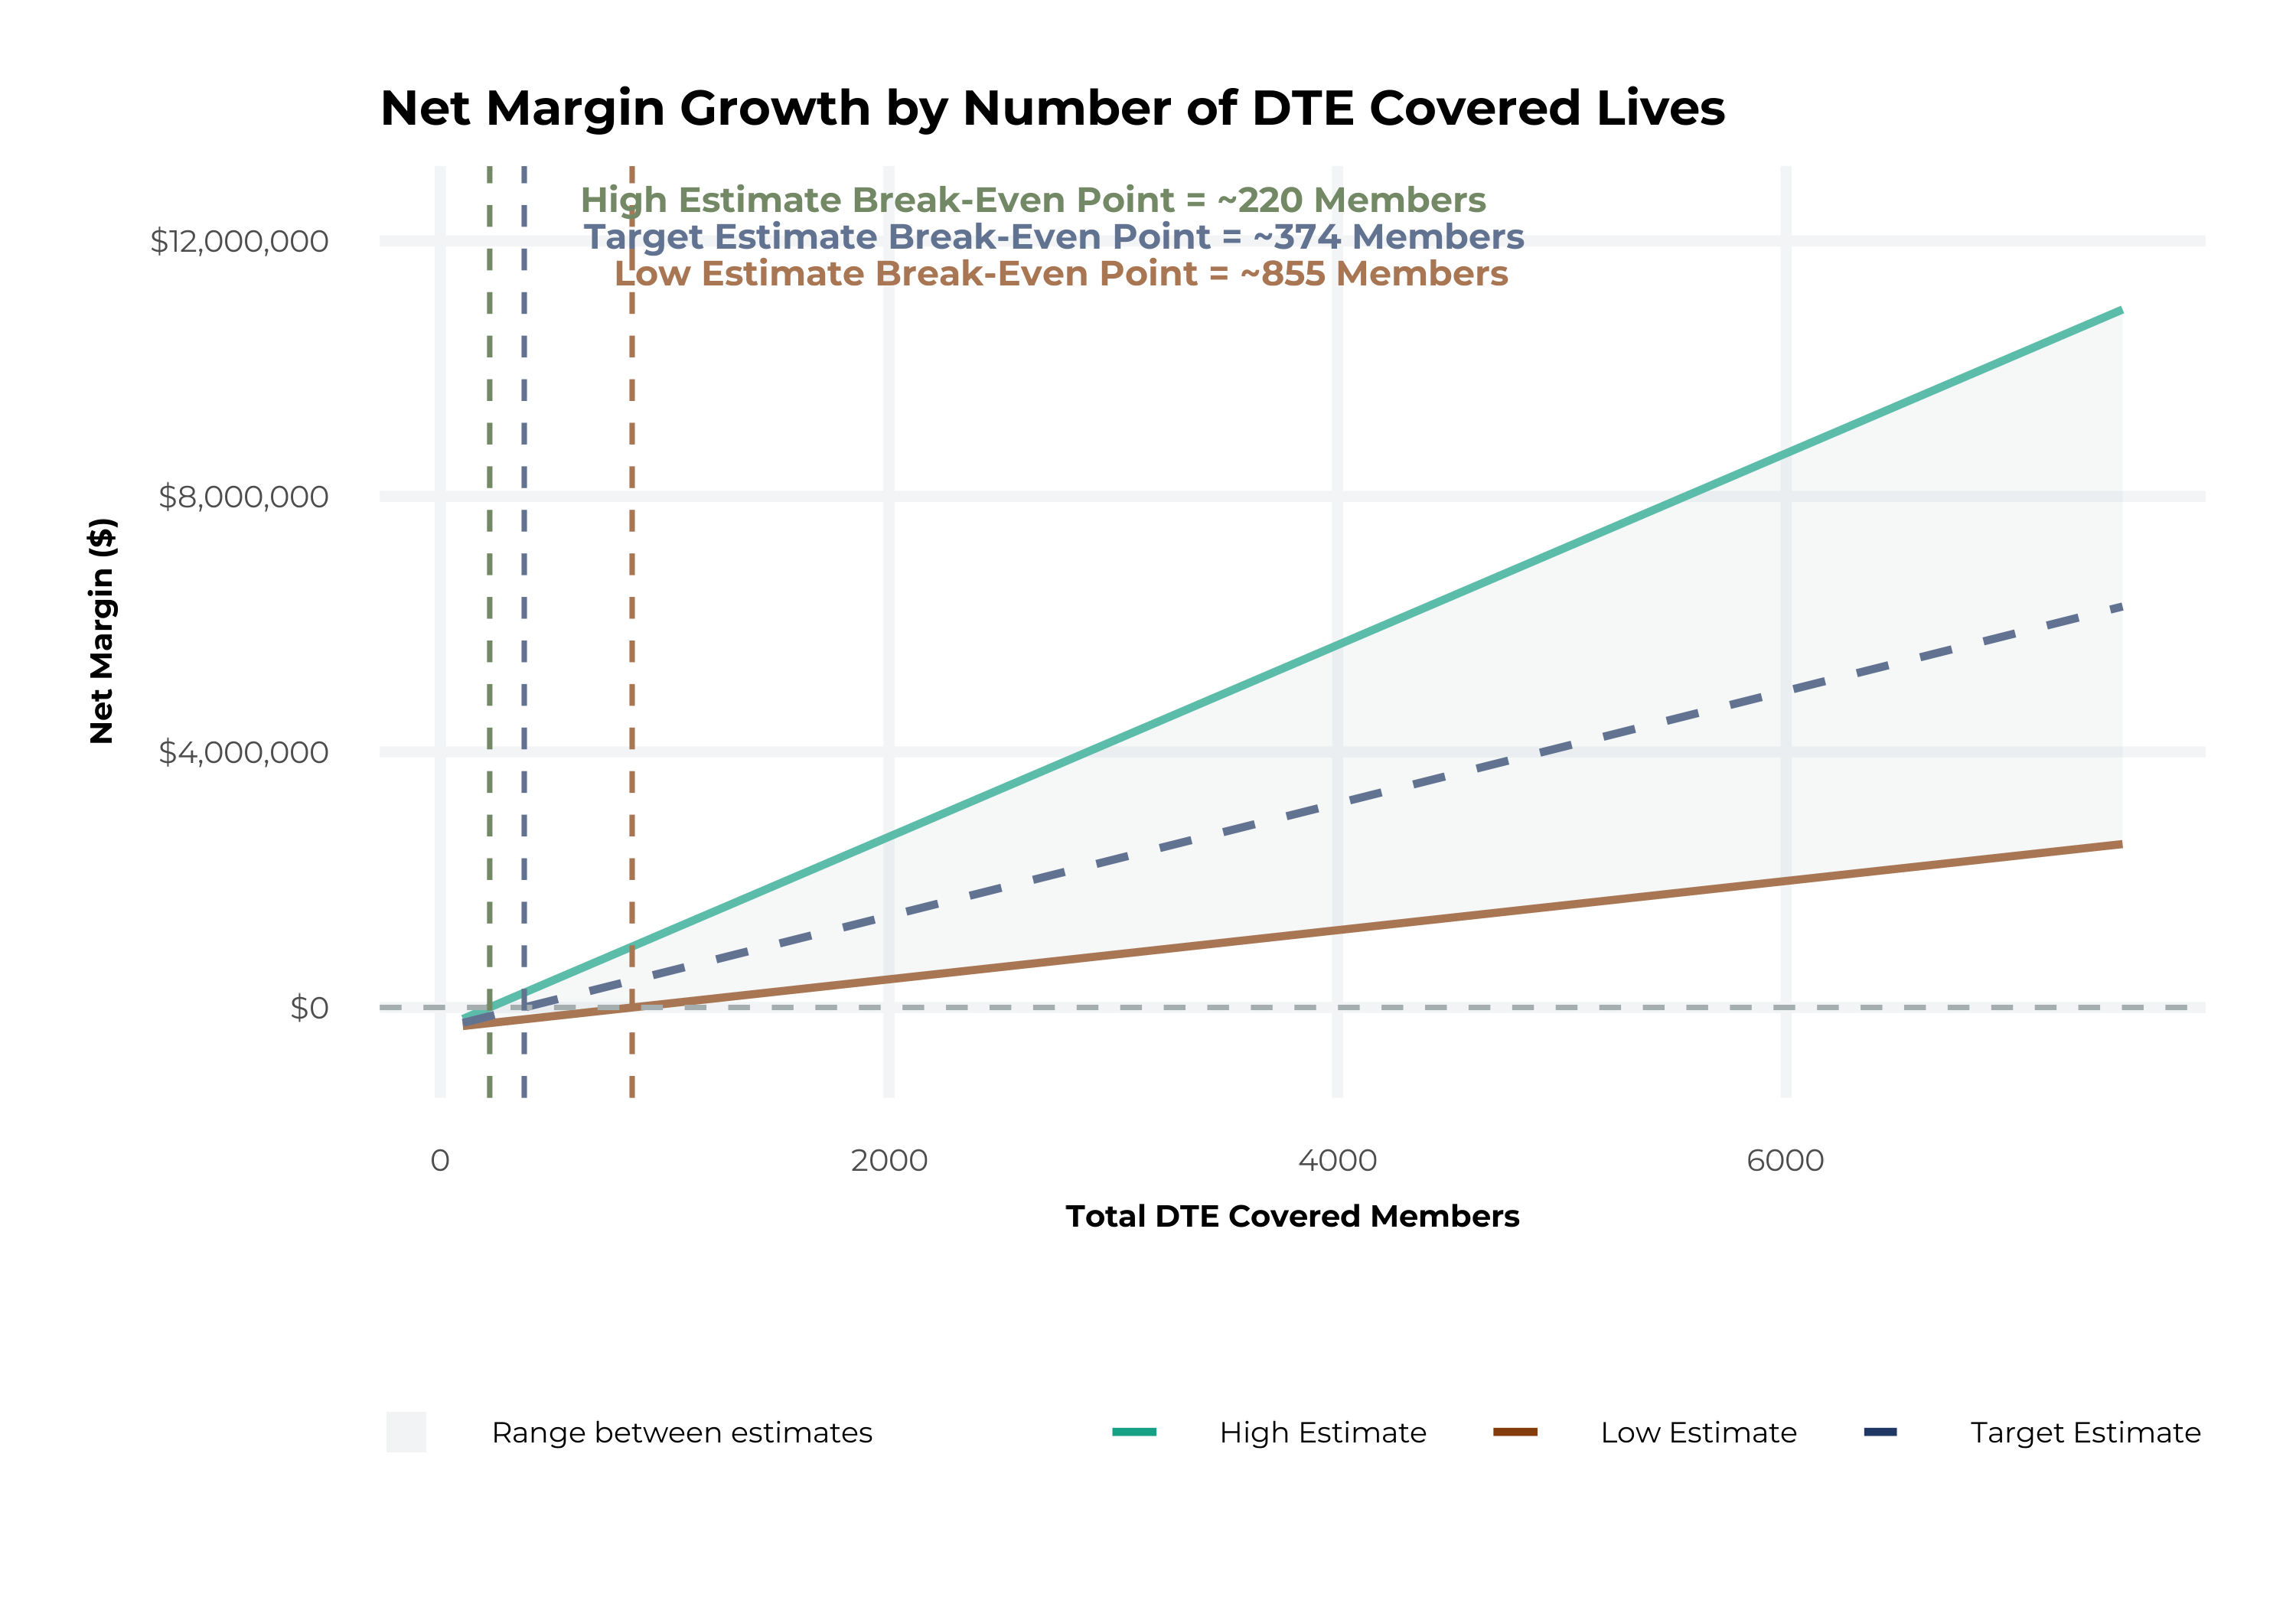 Net Margin Growth by Number of DTE Covered Lives
High Estimate Break-Even Point = ~220 Members
Target Estimate Break-Even Point = ~374 Members
Low Estimate Break-Even Point = ~855 Members
$12,000,000
$8,000,000
$4,000,000
$0
Net Margin ($)
0 2000 4000 6000
Total DTE Covered Members
Range between estimates High Estimate Low Estimate Target Estimate